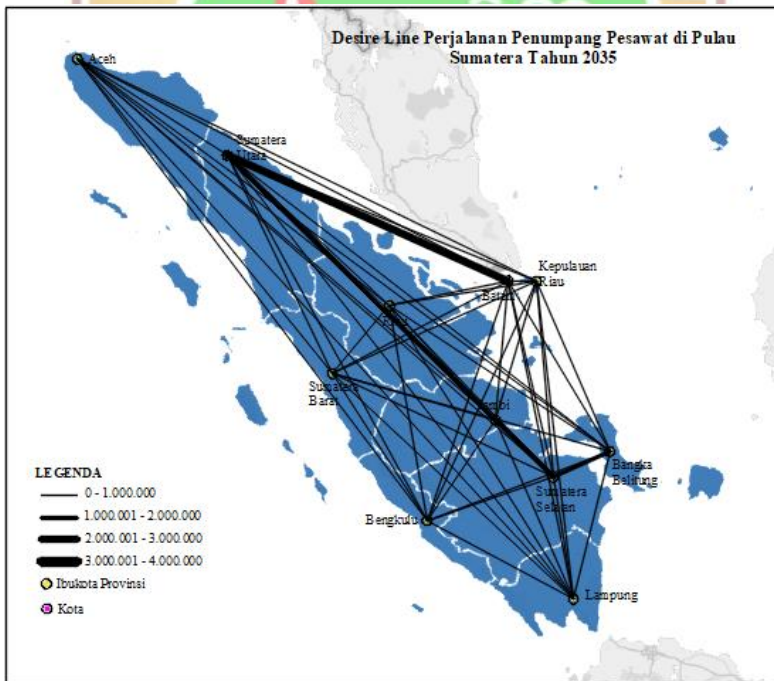 Desire Line Perjalanan Penumpang Pesawat di Pulau
Sumatera Tahun 2035
Aceh
Sumatera
Utara
Kepulauan
Riau
Batam
Riau
Sumatera
Barat
Jambi
Bangka
Belitung
Sumatera
Selatan
Bengkulu
Lampung
LEGENDA
0 - 1.000.000
1.000.001 - 2.000.000
2.000.001 - 3.000.000
3.000.001 - 4.000.000
Ibukota Provinsi
Kota